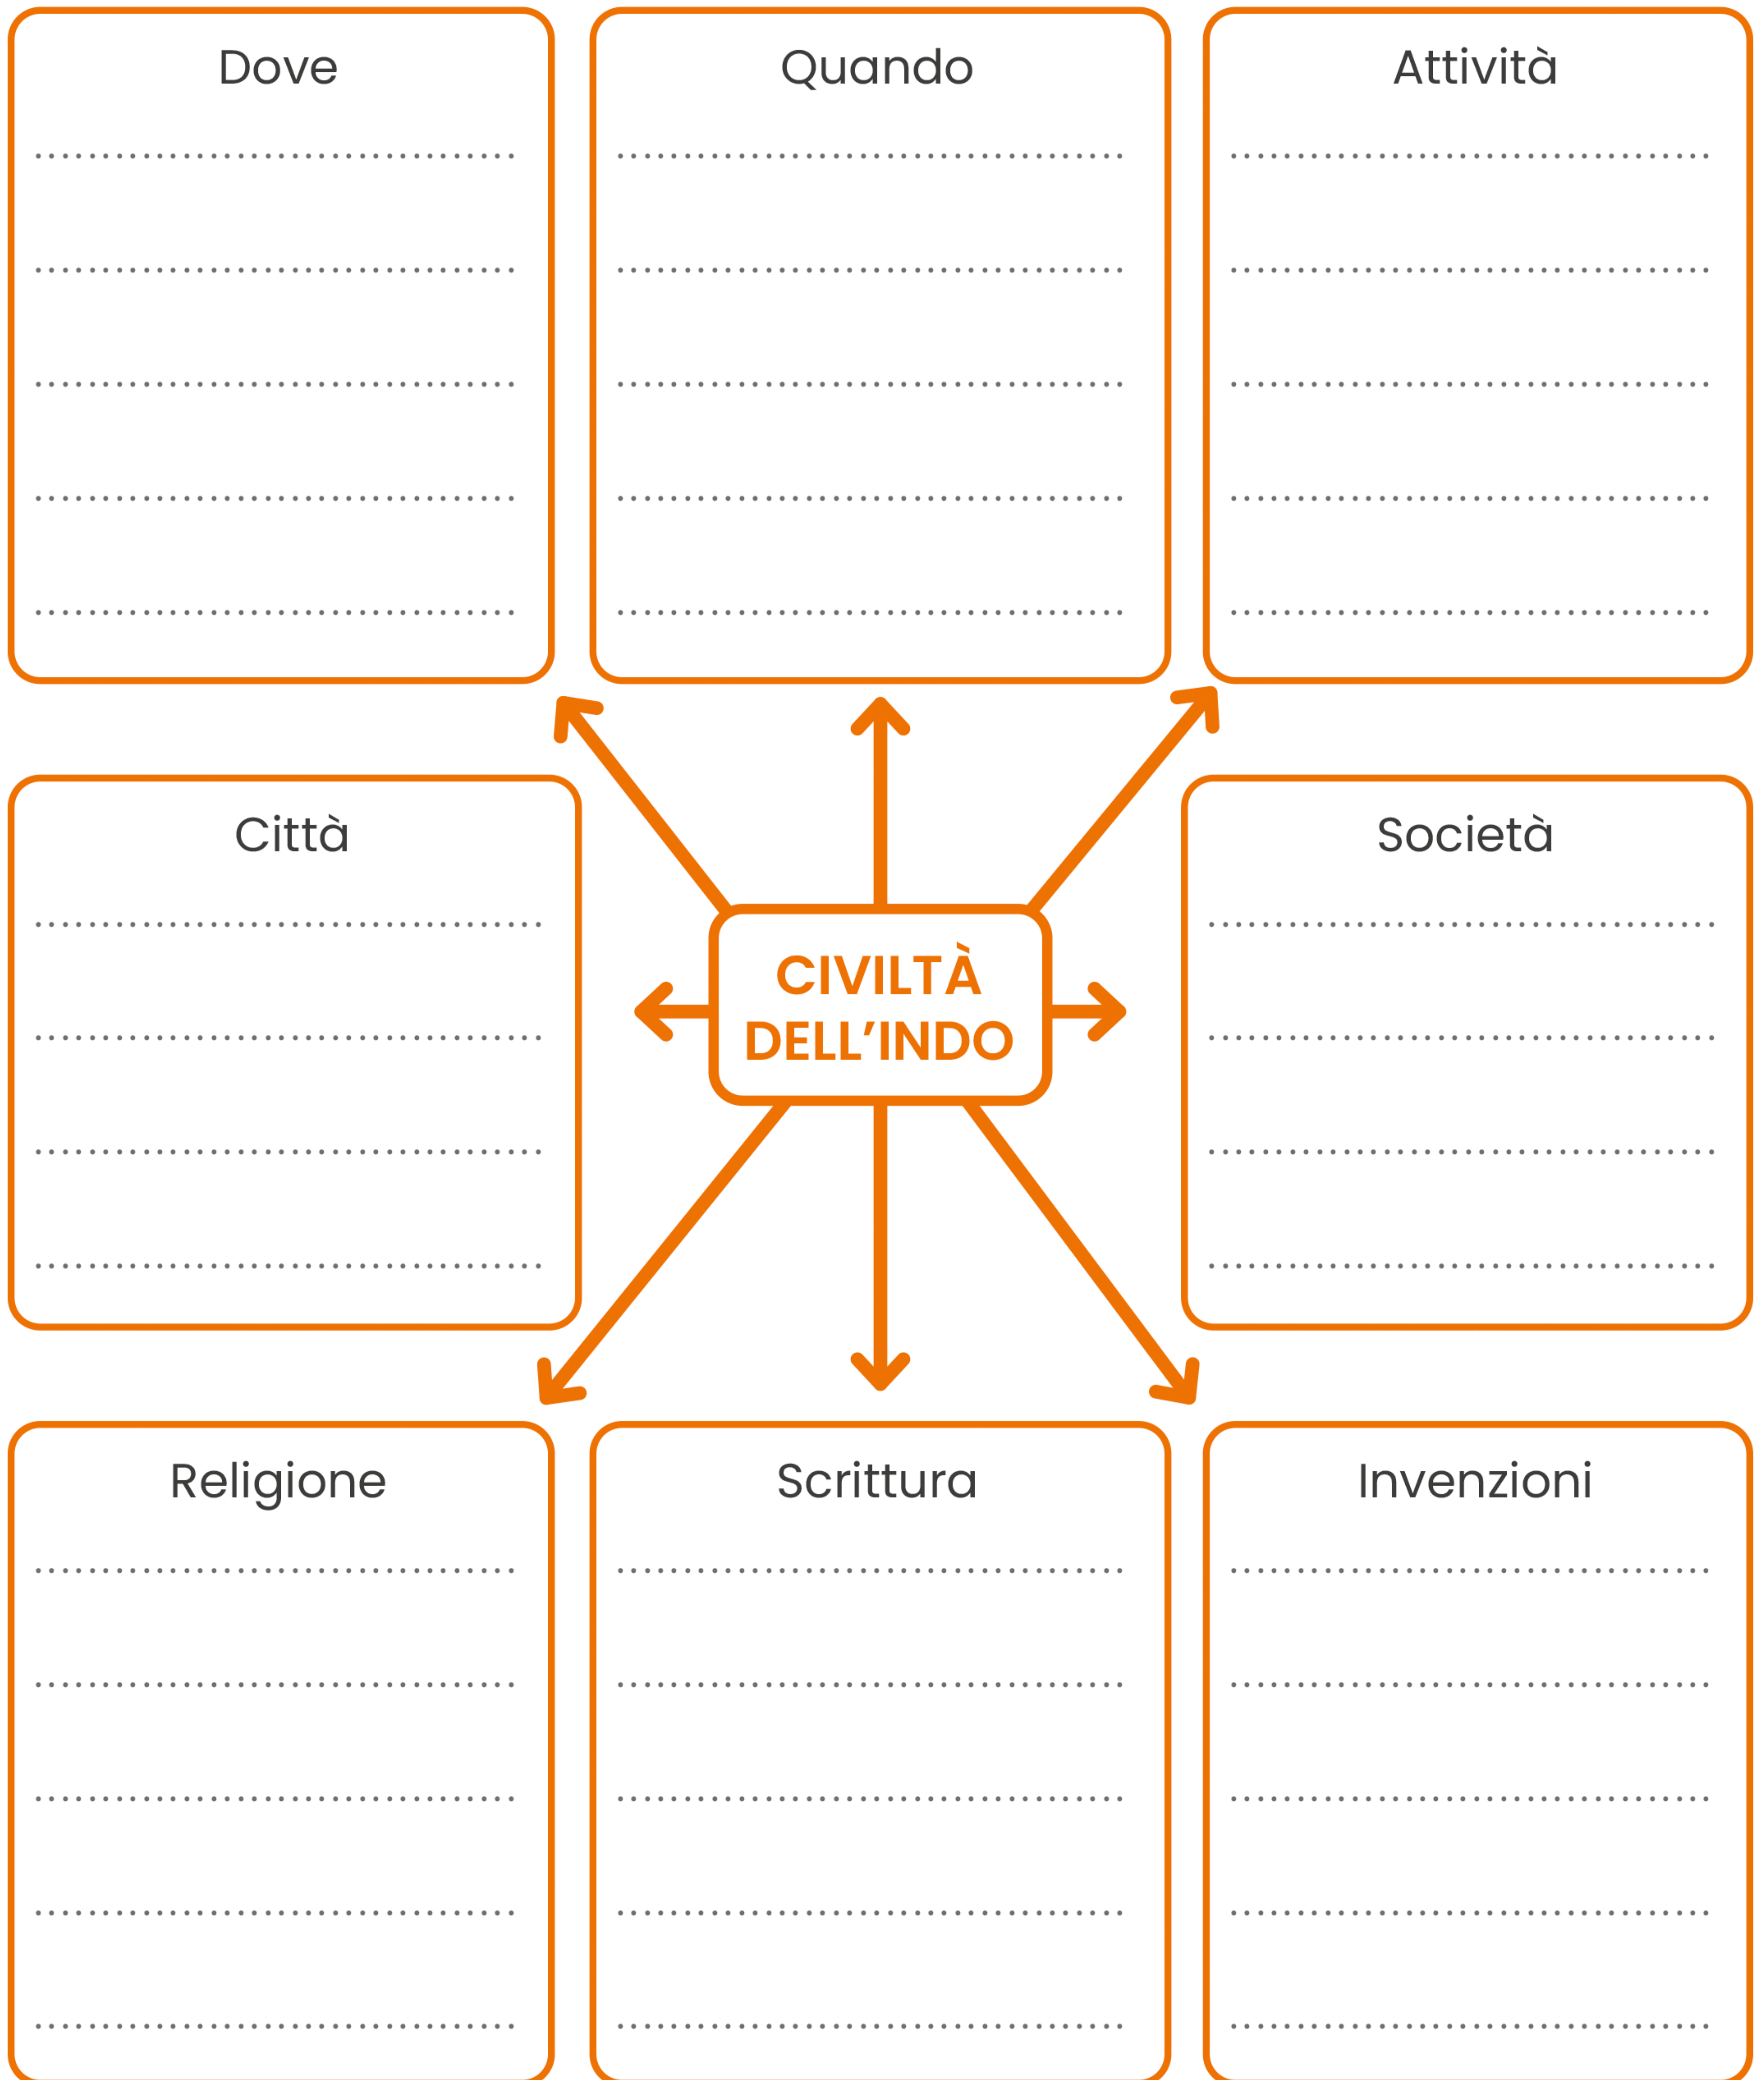 Dove
Quando
Attività
Città
Società
CIVILTÀ
DELL’INDO
Religione
Scrittura
Invenzioni